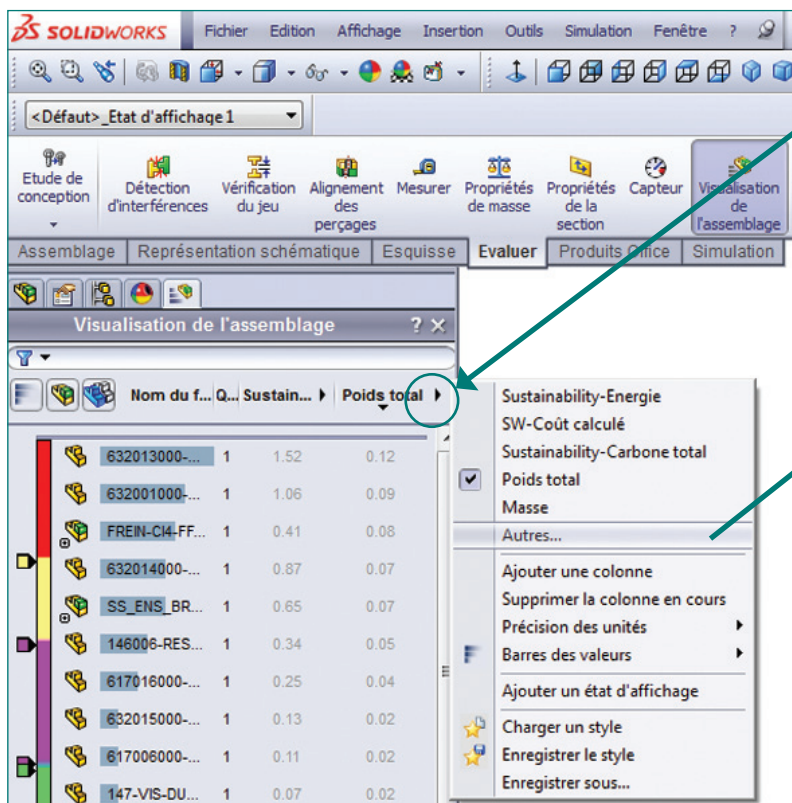 SOLIDWORKS Fichier Edition Affichage Insertion Outils Simulation Fenêtre ?
<Défaut>_Etat d'affichage 1
Etude de conception
Détection d'interférences
Vérification du jeu
Alignement des perçages
Mesurer
Propriétés de masse
Propriétés de la section
Capteur
Visualisation de l'assemblage
Assemblage Représentation schématique Esquisse Evaluer Produits Office Simulation
Visualisation de l'assemblage ?
Nom du f... Q... Sustain... Poids total
632013000-... 1 1.52 0.12
632001000-... 1 1.06 0.09
FREIN-CI4-FF... 1 0.41 0.08
632014000-... 1 0.87 0.07
SS_ENS_BR... 1 0.65 0.07
146006-RES... 1 0.34 0.05
617016000-... 1 0.25 0.04
632015000-... 1 0.13 0.02
617006000-... 1 0.11 0.02
147-VIS-DU... 1 0.07 0.02
Sustainability-Energie
SW-Coût calculé
Sustainability-Carbone total
Poids total
Masse
Autres...
Ajouter une colonne
Supprimer la colonne en cours
Précision des unités
Barres des valeurs
Ajouter un état d'affichage
Charger un style
Enregistrer le style
Enregistrer sous...